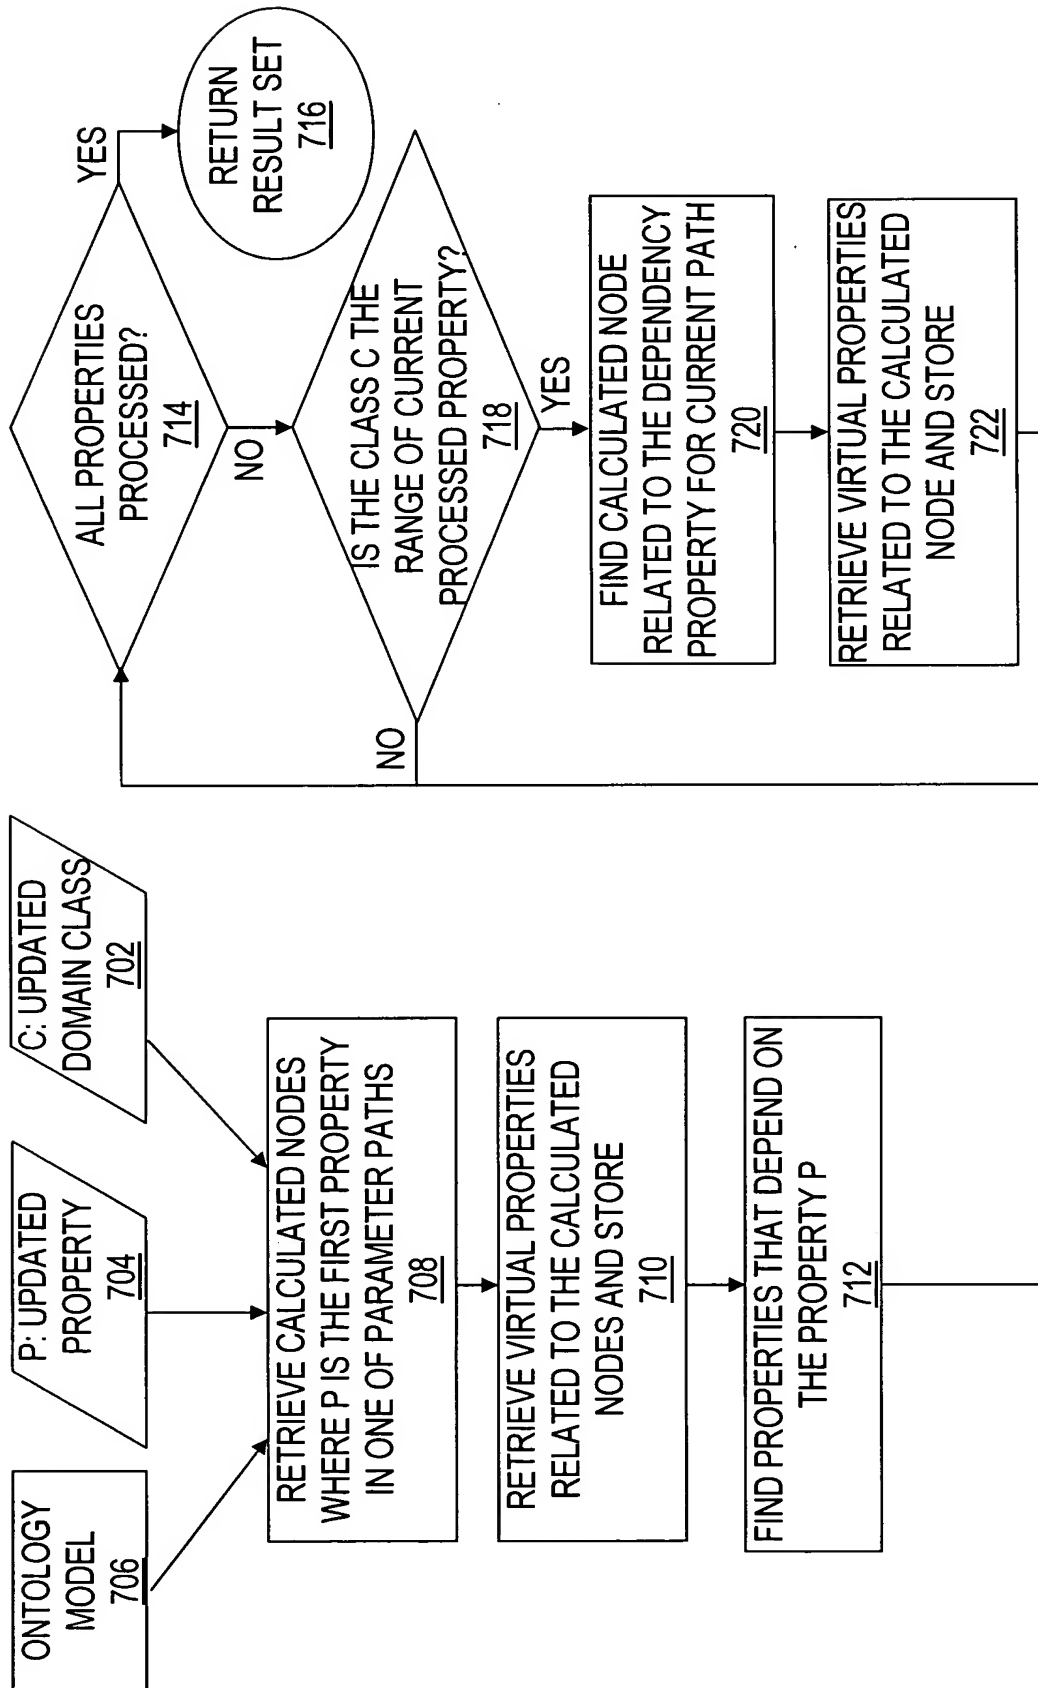 ONTOLOGY
MODEL
706
P: UPDATED
PROPERTY
704
C: UPDATED
DOMAIN CLASS
702
RETRIEVE CALCULATED NODES
WHERE P IS THE FIRST PROPERTY
IN ONE OF PARAMETER PATHS
708
RETRIEVE VIRTUAL PROPERTIES
RELATED TO THE CALCULATED
NODES AND STORE
710
FIND PROPERTIES THAT DEPEND ON
THE PROPERTY P
712
ALL PROPERTIES
PROCESSED?
714
YES
RETURN
RESULT SET
716
NO
IS THE CLASS C THE
RANGE OF CURRENT
PROCESSED PROPERTY?
718
NO
YES
FIND CALCULATED NODE
RELATED TO THE DEPENDENCY
PROPERTY FOR CURRENT PATH
720
RETRIEVE VIRTUAL PROPERTIES
RELATED TO THE CALCULATED
NODE AND STORE
722